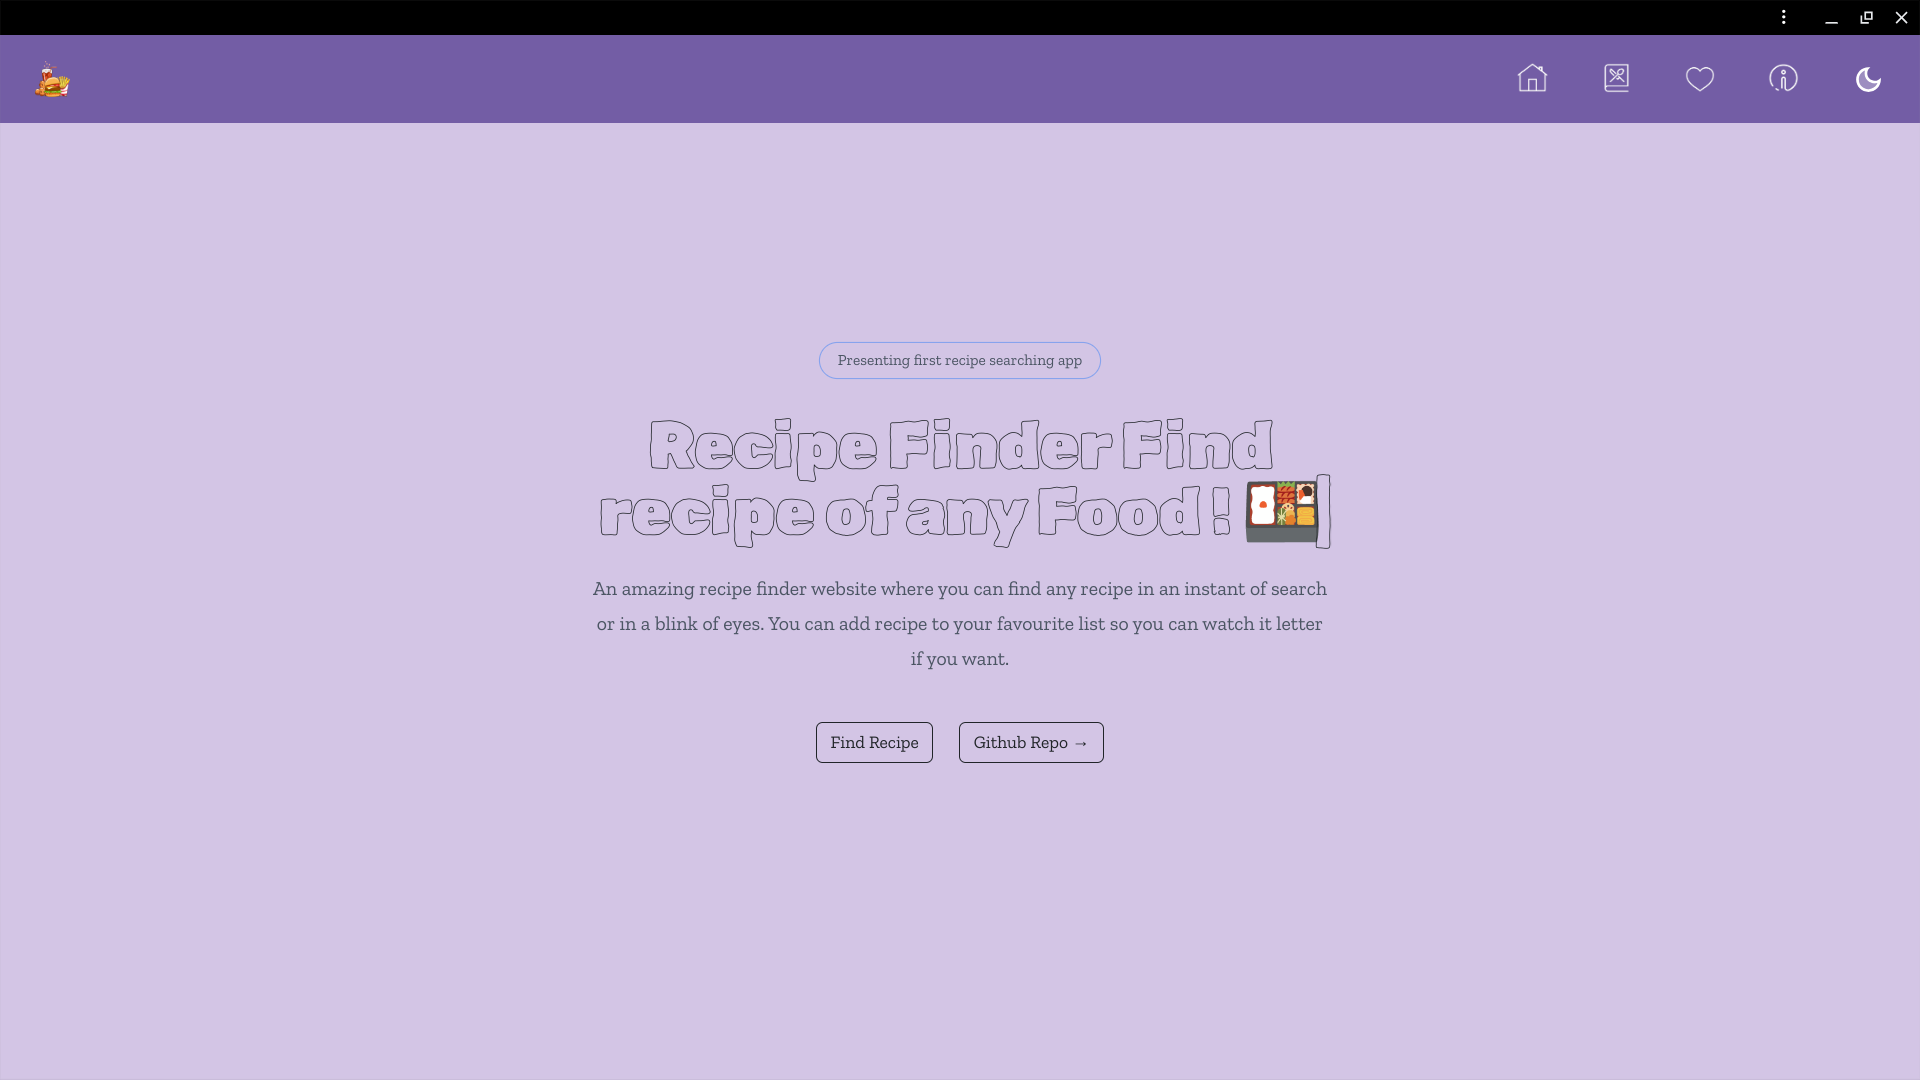 Presenting first recipe searching app
Recipe Finder Find
recipe of any Food !
An amazing recipe finder website where you can find any recipe in an instant of search
or in a blink of eyes. You can add recipe to your favourite list so you can watch it letter
if you want.
Find Recipe
Github Repo →